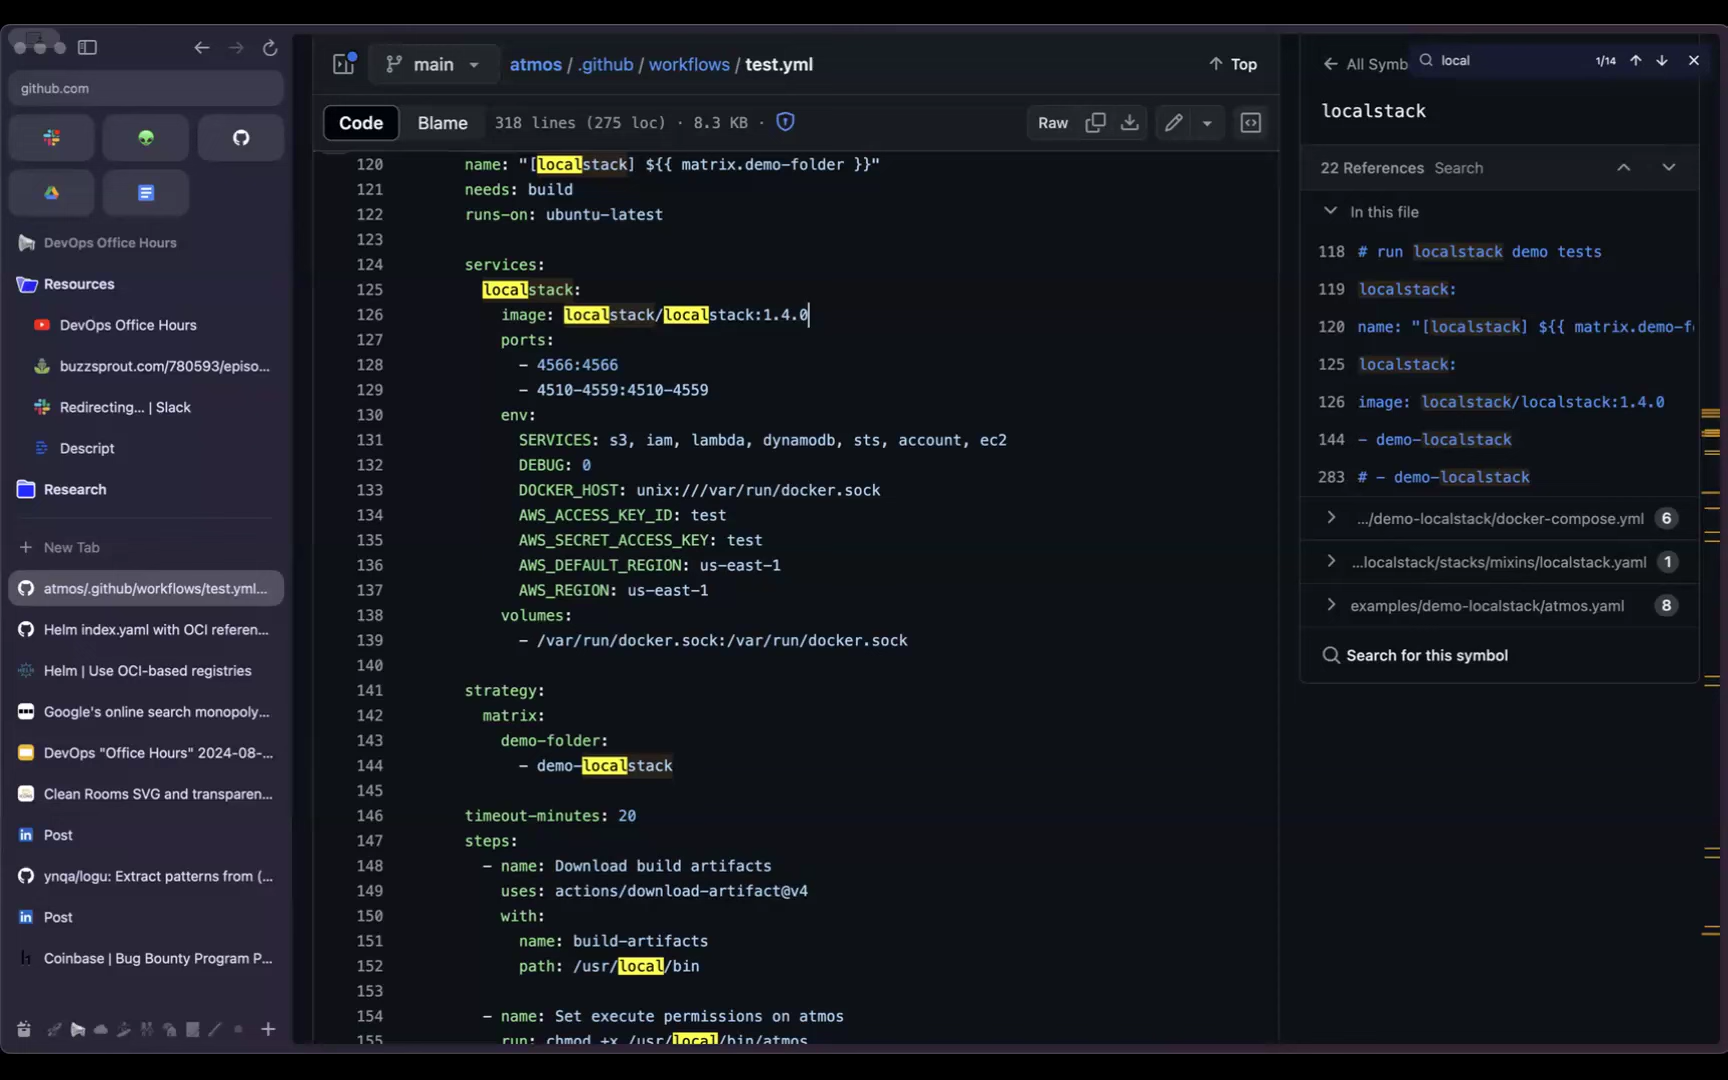 github.com
DevOps Office Hours
Resources
DevOps Office Hours
buzzsprout.com/780593/episo...
Redirecting... | Slack
Descript
Research
New Tab
atmos/.github/workflows/test.yml...
Helm index.yaml with OCI referen...
Helm | Use OCI-based registries
Google's online search monopoly...
DevOps "Office Hours" 2024-08-...
Clean Rooms SVG and transparen...
Post
ynqa/logu: Extract patterns from (...
Post
Coinbase | Bug Bounty Program P...
main
atmos / .github / workflows / test.yml
Top
Code
Blame
318 lines (275 loc) · 8.3 KB
Raw
120 name: "[localstack] ${{ matrix.demo-folder }}"
121 needs: build
122 runs-on: ubuntu-latest
123
124 services:
125 localstack:
126 image: localstack/localstack:1.4.0
127 ports:
128 - 4566:4566
129 - 4510-4559:4510-4559
130 env:
131 SERVICES: s3, iam, lambda, dynamodb, sts, account, ec2
132 DEBUG: 0
133 DOCKER_HOST: unix:///var/run/docker.sock
134 AWS_ACCESS_KEY_ID: test
135 AWS_SECRET_ACCESS_KEY: test
136 AWS_DEFAULT_REGION: us-east-1
137 AWS_REGION: us-east-1
138 volumes:
139 - /var/run/docker.sock:/var/run/docker.sock
140
141 strategy:
142 matrix:
143 demo-folder:
144 - demo-localstack
145
146 timeout-minutes: 20
147 steps:
148 - name: Download build artifacts
149 uses: actions/download-artifact@v4
150 with:
151 name: build-artifacts
152 path: /usr/local/bin
153
154 - name: Set execute permissions on atmos
155 run: chmod +x /usr/local/bin/atmos
All Symb
local
1/14
localstack
22 References Search
In this file
118 # run localstack demo tests
119 localstack:
120 name: "[localstack] ${{ matrix.demo-f
125 localstack:
126 image: localstack/localstack:1.4.0
144 - demo-localstack
283 # - demo-localstack
.../demo-localstack/docker-compose.yml 6
...localstack/stacks/mixins/localstack.yaml 1
examples/demo-localstack/atmos.yaml 8
Search for this symbol